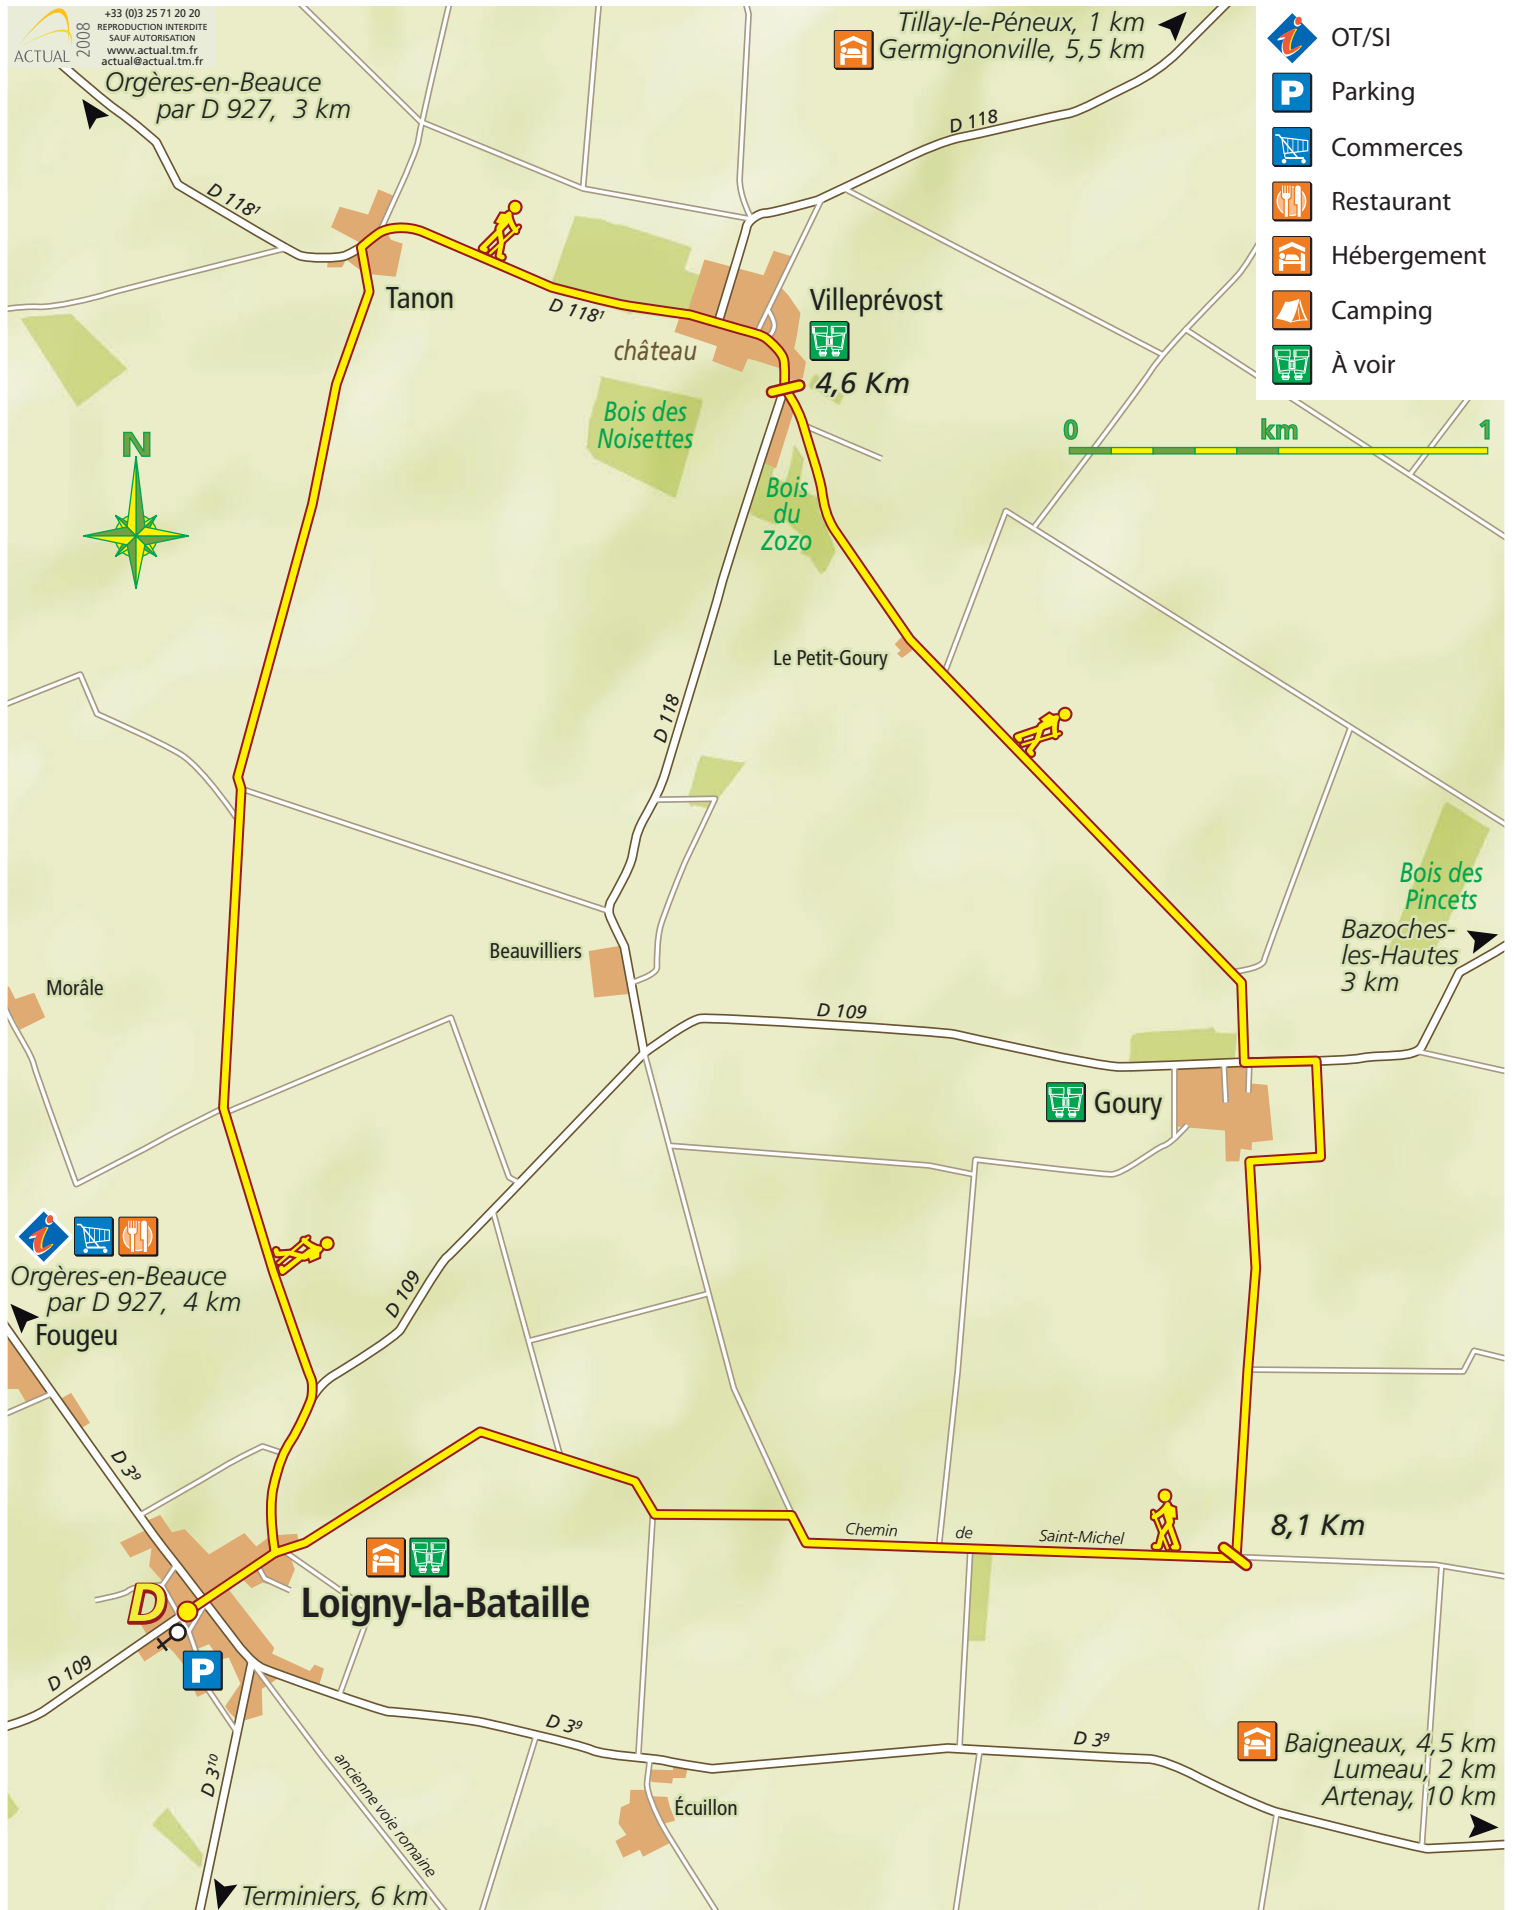 +33 (0)3 25 71 20 20
REPRODUCTION INTERDITE
SAUF AUTORISATION
www.actual.tm.fr
actual@actual.tm.fr
ACTUAL
2008
Orgères-en-Beauce
par D 927, 3 km
Tillay-le-Péneux, 1 km
Germignonville, 5,5 km
OT/SI
P Parking
Commerces
Restaurant
Hébergement
Camping
À voir
D 118
D 118¹
Tanon
D 118¹
Villeprévost
château
4,6 Km
Bois des
Noisettes
0 km 1
N
Bois
du
Zozo
Le Petit-Goury
D 118
Bois des
Pincets
Bazoches-
les-Hautes
3 km
Beauvilliers
Morâle
D 109
Goury
Orgères-en-Beauce
par D 927, 4 km
Fougeu
D 109
D 3⁹
8,1 Km
Chemin de Saint-Michel
Loigny-la-Bataille
D
P
D 109
D 3⁹
D 3⁹
Baigneaux, 4,5 km
Lumeau, 2 km
Artenay, 10 km
D 3¹⁰
ancienne voie romaine
Écuillon
Terminiers, 6 km